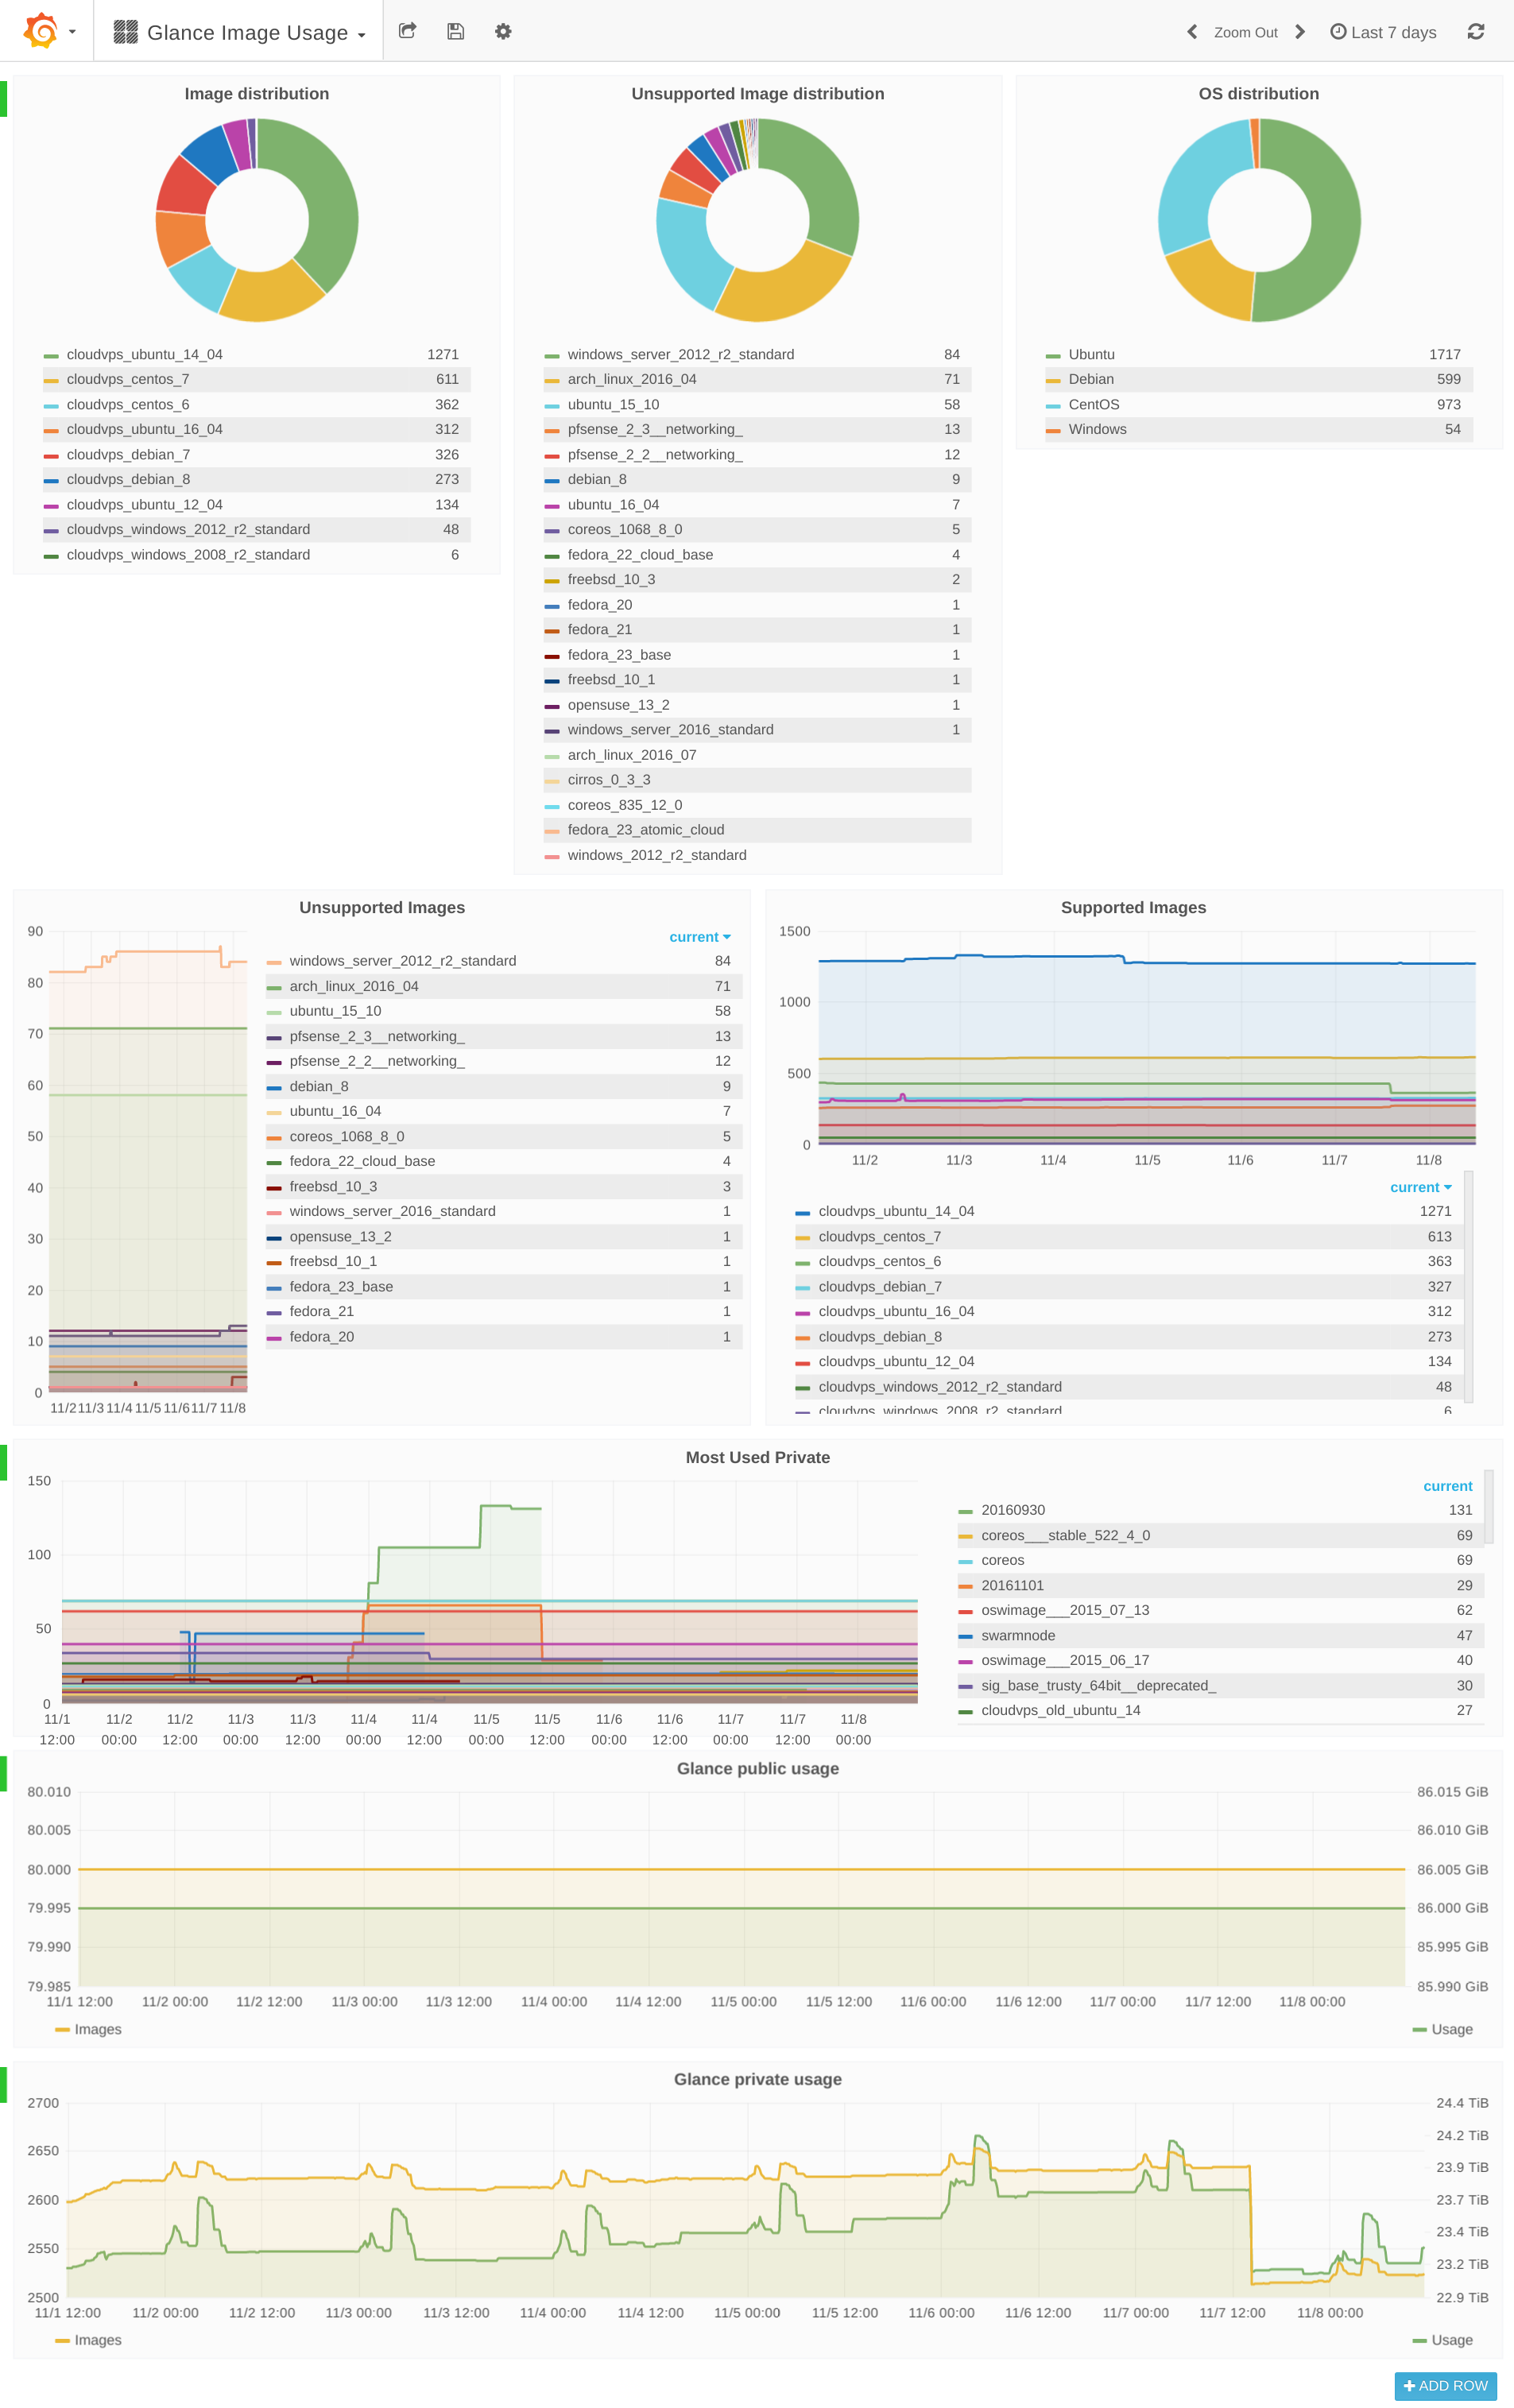 Glance Image Usage
Zoom Out
Last 7 days
Image distribution
cloudvps_ubuntu_14_04 1271
cloudvps_centos_7 611
cloudvps_centos_6 362
cloudvps_ubuntu_16_04 312
cloudvps_debian_7 326
cloudvps_debian_8 273
cloudvps_ubuntu_12_04 134
cloudvps_windows_2012_r2_standard 48
cloudvps_windows_2008_r2_standard 6
Unsupported Image distribution
windows_server_2012_r2_standard 84
arch_linux_2016_04 71
ubuntu_15_10 58
pfsense_2_3__networking_ 13
pfsense_2_2__networking_ 12
debian_8 9
ubuntu_16_04 7
coreos_1068_8_0 5
fedora_22_cloud_base 4
freebsd_10_3 2
fedora_20 1
fedora_21 1
fedora_23_base 1
freebsd_10_1 1
opensuse_13_2 1
windows_server_2016_standard 1
arch_linux_2016_07
cirros_0_3_3
coreos_835_12_0
fedora_23_atomic_cloud
windows_2012_r2_standard
OS distribution
Ubuntu 1717
Debian 599
CentOS 973
Windows 54
Unsupported Images
90
80
70
60
50
40
30
20
10
0
11/2 11/3 11/4 11/5 11/6 11/7 11/8
current
windows_server_2012_r2_standard 84
arch_linux_2016_04 71
ubuntu_15_10 58
pfsense_2_3__networking_ 13
pfsense_2_2__networking_ 12
debian_8 9
ubuntu_16_04 7
coreos_1068_8_0 5
fedora_22_cloud_base 4
freebsd_10_3 3
windows_server_2016_standard 1
opensuse_13_2 1
freebsd_10_1 1
fedora_23_base 1
fedora_21 1
fedora_20 1
Supported Images
1500
1000
500
0
11/2 11/3 11/4 11/5 11/6 11/7 11/8
current
cloudvps_ubuntu_14_04 1271
cloudvps_centos_7 613
cloudvps_centos_6 363
cloudvps_debian_7 327
cloudvps_ubuntu_16_04 312
cloudvps_debian_8 273
cloudvps_ubuntu_12_04 134
cloudvps_windows_2012_r2_standard 48
cloudvps_windows_2008_r2_standard 6
Most Used Private
150
100
50
0
11/1 11/2 11/2 11/3 11/3 11/4 11/4 11/5 11/5 11/6 11/6 11/7 11/7 11/8
12:00 00:00 12:00 00:00 12:00 00:00 12:00 00:00 12:00 00:00 12:00 00:00 12:00 00:00
current
20160930 131
coreos___stable_522_4_0 69
coreos 69
20161101 29
oswimage___2015_07_13 62
swarmnode 47
oswimage___2015_06_17 40
sig_base_trusty_64bit__deprecated_ 30
cloudvps_old_ubuntu_14 27
Glance public usage
80.010 86.015 GiB
80.005 86.010 GiB
80.000 86.005 GiB
79.995 86.000 GiB
79.990 85.995 GiB
79.985 85.990 GiB
11/1 12:00 11/2 00:00 11/2 12:00 11/3 00:00 11/3 12:00 11/4 00:00 11/4 12:00 11/5 00:00 11/5 12:00 11/6 00:00 11/6 12:00 11/7 00:00 11/7 12:00 11/8 00:00
Images Usage
Glance private usage
2700 24.4 TiB
24.2 TiB
2650
23.9 TiB
2600 23.7 TiB
23.4 TiB
2550
23.2 TiB
2500 22.9 TiB
11/1 12:00 11/2 00:00 11/2 12:00 11/3 00:00 11/3 12:00 11/4 00:00 11/4 12:00 11/5 00:00 11/5 12:00 11/6 00:00 11/6 12:00 11/7 00:00 11/7 12:00 11/8 00:00
Images Usage
ADD ROW